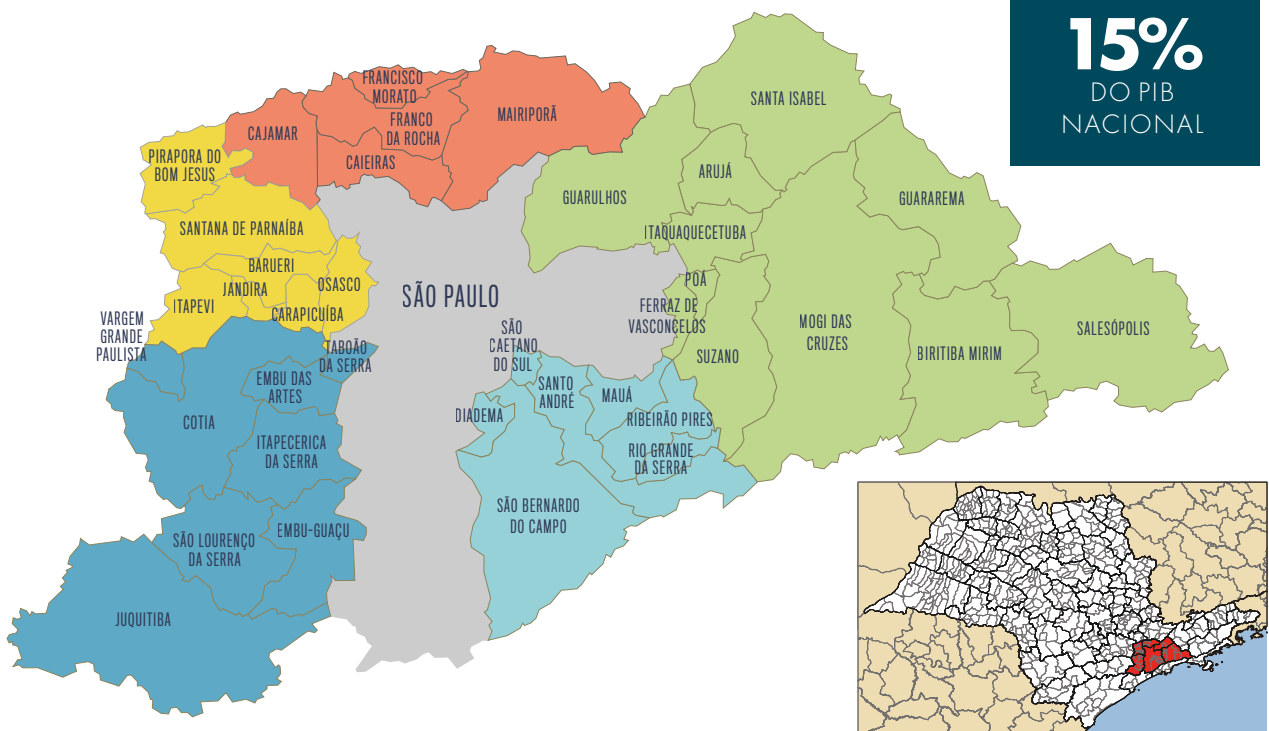 15%
DO PIB
NACIONAL
FRANCISCO
MORATO
FRANCO
DA ROCHA
MAIRIPORÃ
CAJAMAR
CAIEIRAS
PIRAPORA DO
BOM JESUS
SANTANA DE PARNAÍBA
BARUERI
JANDIRA
OSASCO
ITAPEVI
CARAPICUÍBA
VARGEM
GRANDE
PAULISTA
TABOÃO
DA SERRA
EMBU DAS
ARTES
COTIA
ITAPECERICA
DA SERRA
SÃO LOURENÇO
DA SERRA
EMBU-GUAÇU
JUQUITIBA
SÃO PAULO
SÃO
CAETANO
DO SUL
DIADEMA
SANTO
ANDRÉ
MAUÁ
RIBEIRÃO PIRES
RIO GRANDE
DA SERRA
SÃO BERNARDO
DO CAMPO
SANTA ISABEL
ARUJÁ
GUARULHOS
GUARAREMA
ITAQUAQUECETUBA
POÁ
FERRAZ DE
VASCONCELOS
SUZANO
MOGI DAS
CRUZES
BIRITIBA MIRIM
SALESÓPOLIS